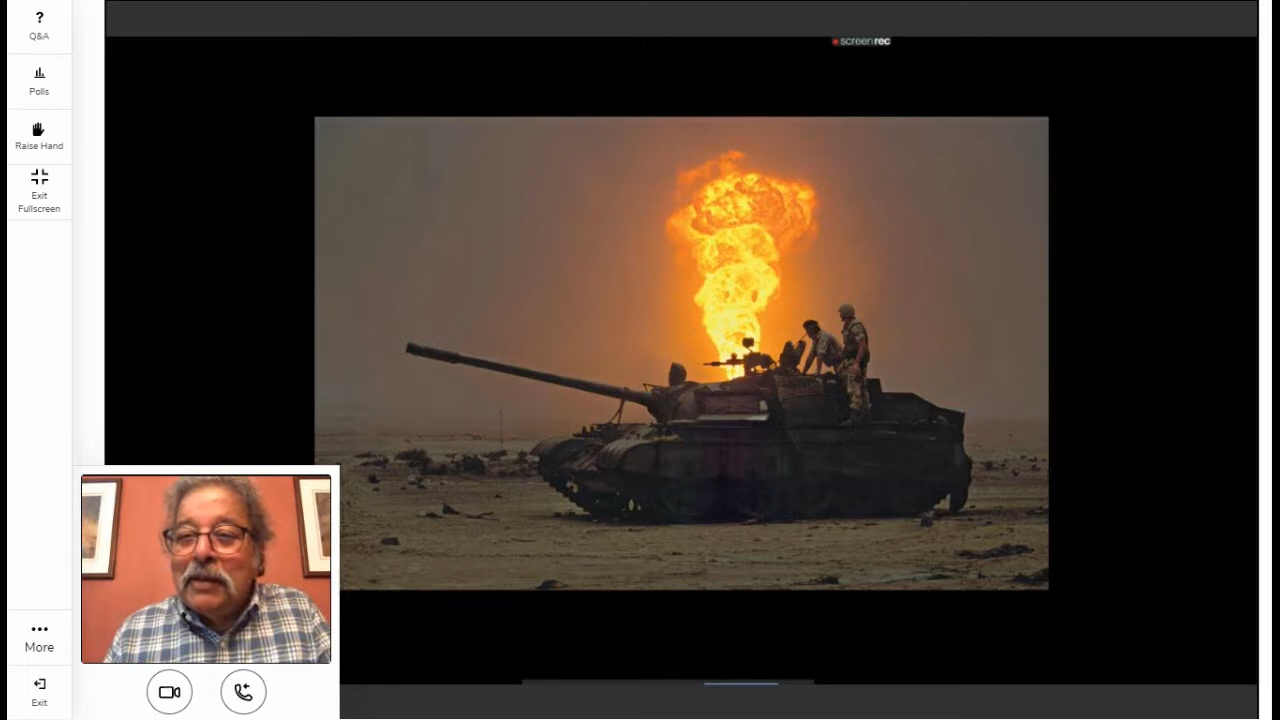 Q&A
Polls
Raise Hand
Exit
Fullscreen
screenrec
More
Exit